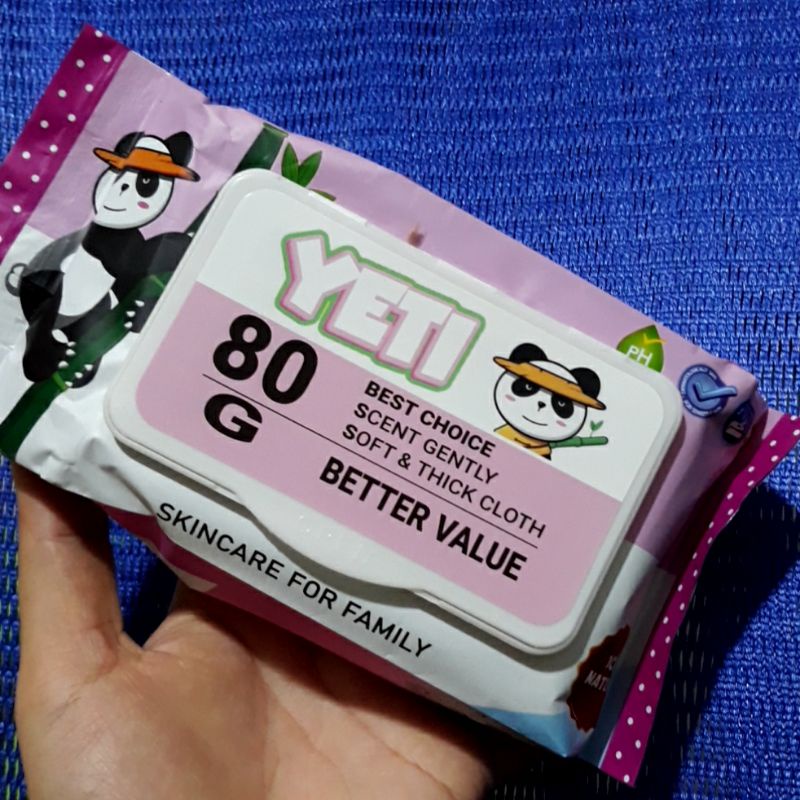 YETI
80
G
BEST CHOICE
SCENT GENTLY
SOFT & THICK CLOTH
BETTER VALUE
SKINCARE FOR FAMILY
PH